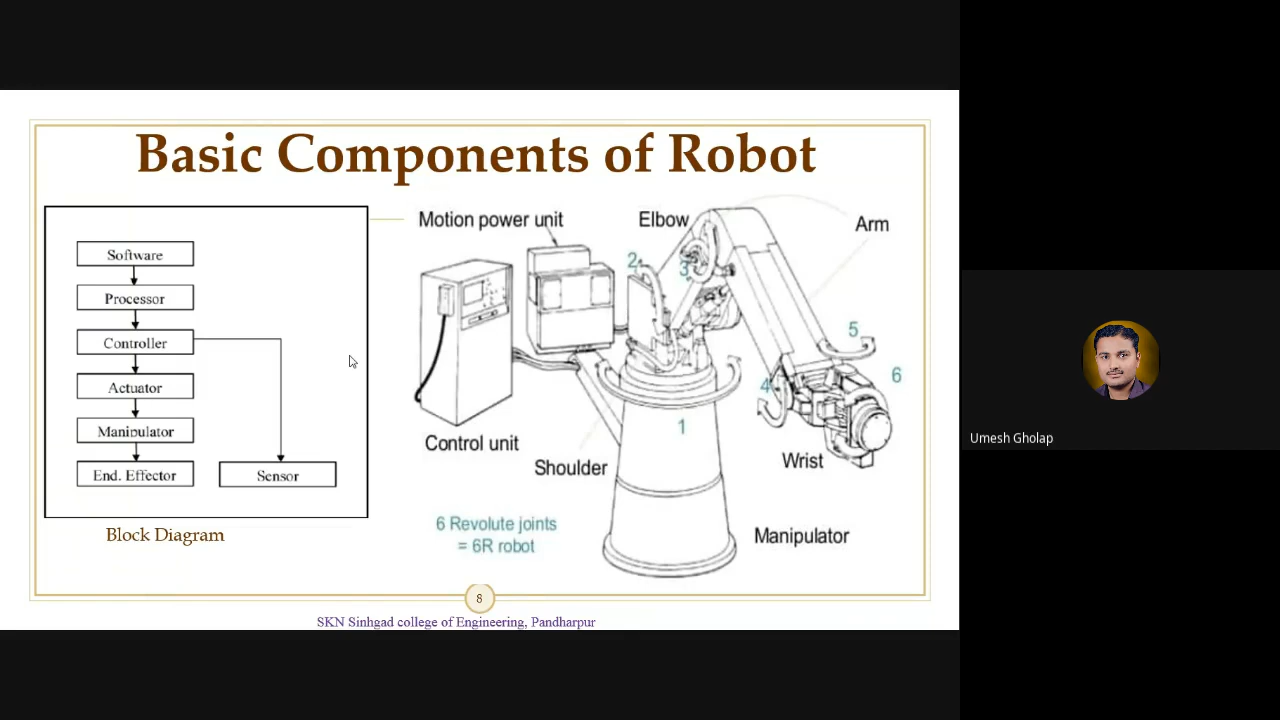 Basic Components of Robot
Software
Processor
Controller
Actuator
Manipulator
End. Effector
Sensor
Block Diagram
Motion power unit
Elbow
Arm
2
3
5
6
4
1
Control unit
Shoulder
Wrist
6 Revolute joints
= 6R robot
Manipulator
8
SKN Sinhgad college of Engineering, Pandharpur
Umesh Gholap